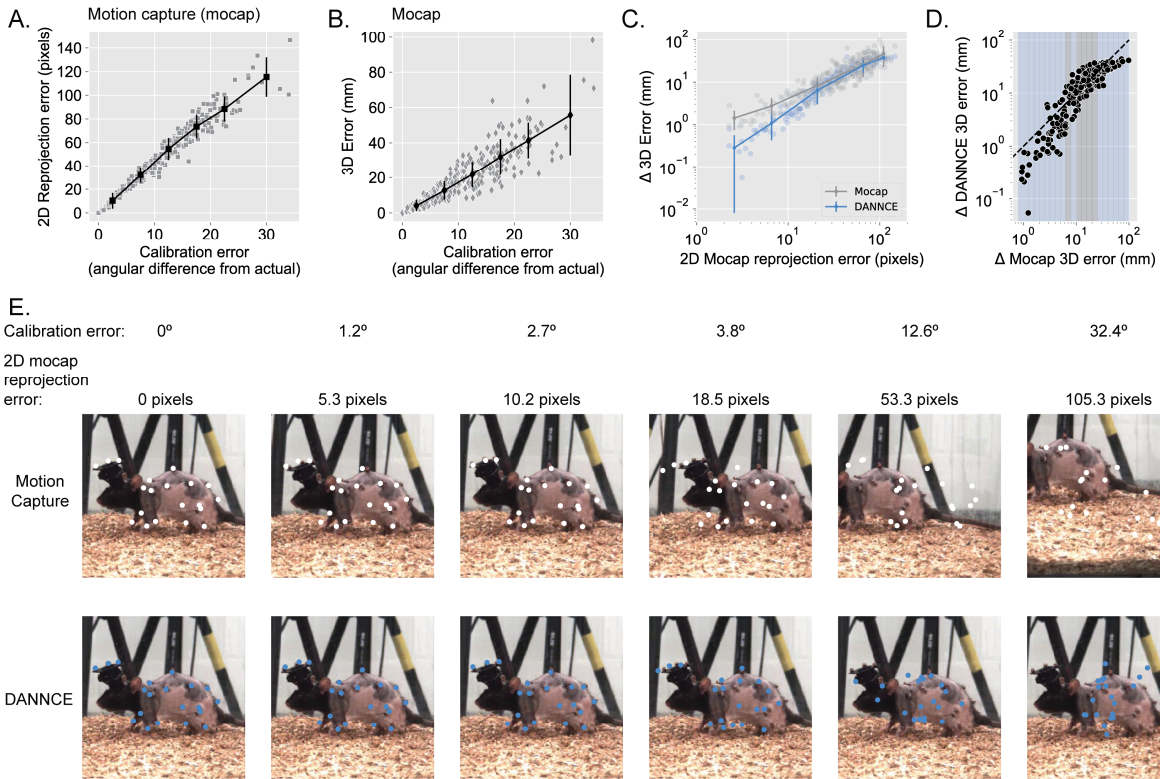 A.
Motion capture (mocap)
2D Reprojection error (pixels)
140
120
100
80
60
40
20
0
0
10
20
30
Calibration error
(angular difference from actual)
B.
Mocap
3D Error (mm)
100
80
60
40
20
0
0
10
20
30
Calibration error
(angular difference from actual)
C.
Δ 3D Error (mm)
10²
10¹
10⁰
10⁻¹
10⁻²
Mocap
DANNCE
10⁰
10¹
10²
2D Mocap reprojection error (pixels)
D.
Δ DANNCE 3D error (mm)
10²
10¹
10⁰
10⁻¹
10⁰
10¹
10²
Δ Mocap 3D error (mm)
E.
Calibration error: 0º 1.2º 2.7º 3.8º 12.6º 32.4º
2D mocap
reprojection
error: 0 pixels 5.3 pixels 10.2 pixels 18.5 pixels 53.3 pixels 105.3 pixels
Motion
Capture
DANNCE